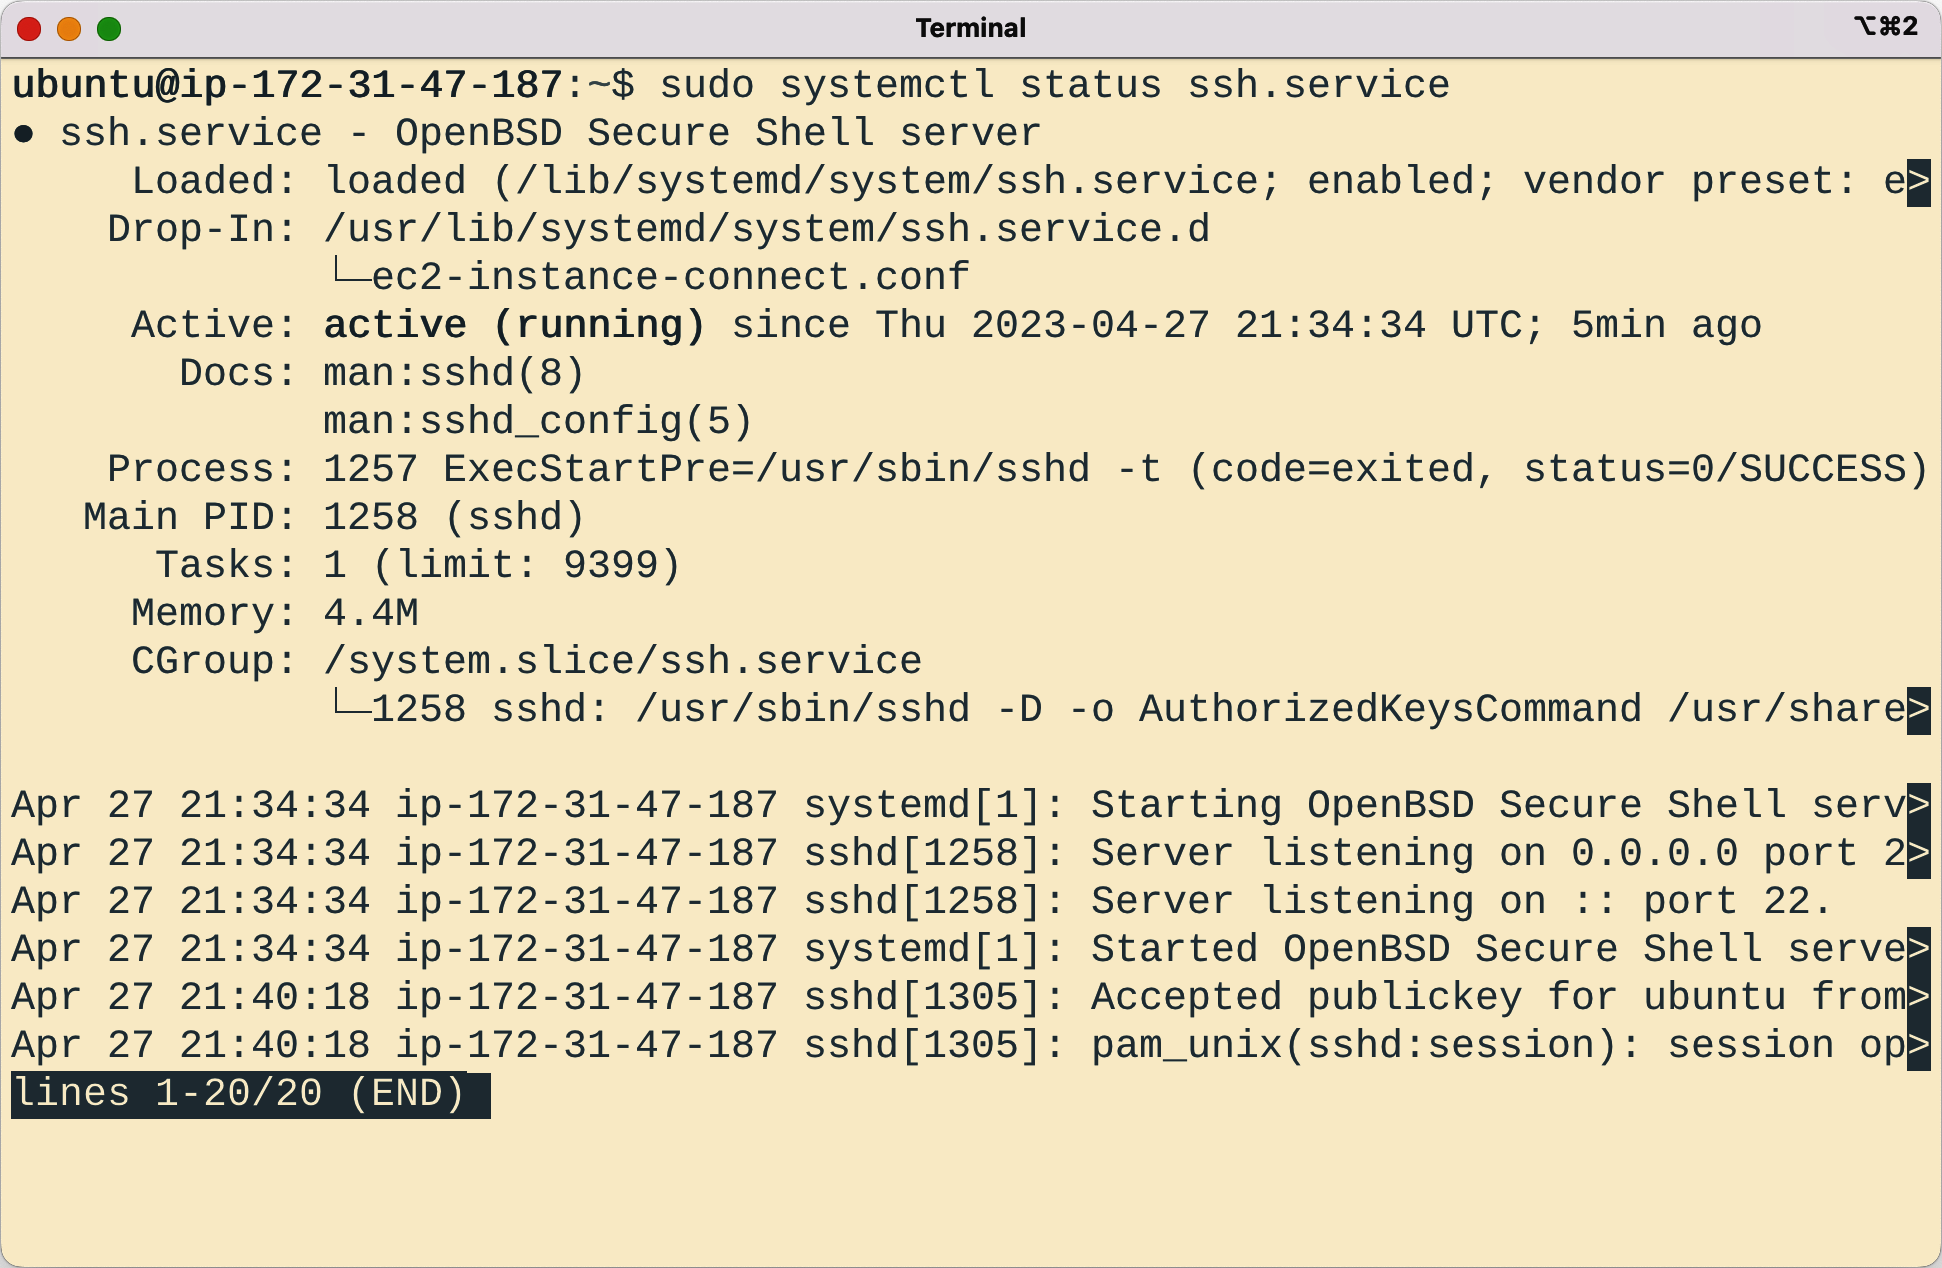 Terminal
⌥⌘2
ubuntu@ip-172-31-47-187:~$ sudo systemctl status ssh.service
● ssh.service - OpenBSD Secure Shell server
     Loaded: loaded (/lib/systemd/system/ssh.service; enabled; vendor preset: e>
    Drop-In: /usr/lib/systemd/system/ssh.service.d
             └─ec2-instance-connect.conf
     Active: active (running) since Thu 2023-04-27 21:34:34 UTC; 5min ago
       Docs: man:sshd(8)
             man:sshd_config(5)
    Process: 1257 ExecStartPre=/usr/sbin/sshd -t (code=exited, status=0/SUCCESS)
   Main PID: 1258 (sshd)
      Tasks: 1 (limit: 9399)
     Memory: 4.4M
     CGroup: /system.slice/ssh.service
             └─1258 sshd: /usr/sbin/sshd -D -o AuthorizedKeysCommand /usr/share>
Apr 27 21:34:34 ip-172-31-47-187 systemd[1]: Starting OpenBSD Secure Shell serv>
Apr 27 21:34:34 ip-172-31-47-187 sshd[1258]: Server listening on 0.0.0.0 port 2>
Apr 27 21:34:34 ip-172-31-47-187 sshd[1258]: Server listening on :: port 22.
Apr 27 21:34:34 ip-172-31-47-187 systemd[1]: Started OpenBSD Secure Shell serve>
Apr 27 21:40:18 ip-172-31-47-187 sshd[1305]: Accepted publickey for ubuntu from>
Apr 27 21:40:18 ip-172-31-47-187 sshd[1305]: pam_unix(sshd:session): session op>
lines 1-20/20 (END)